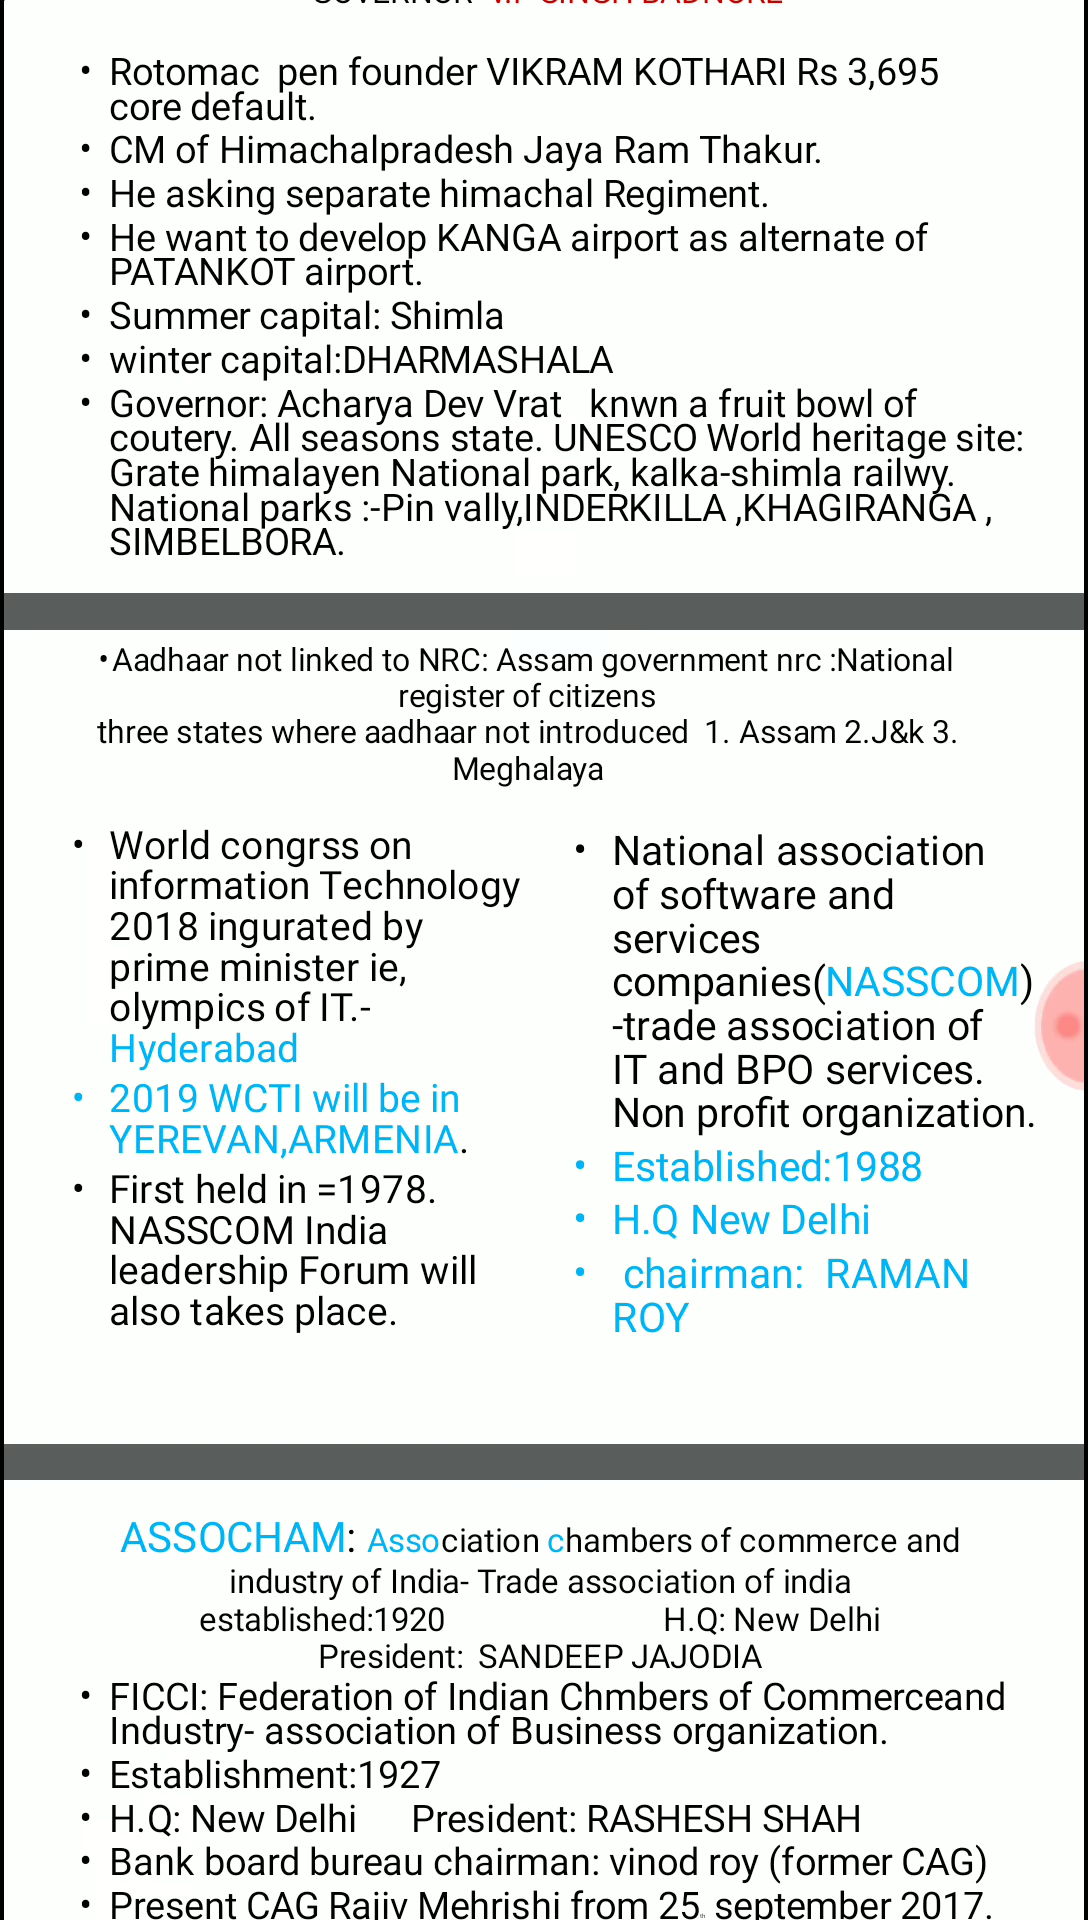 GOVERNOR V.P SINGH BADNORE
• Rotomac pen founder VIKRAM KOTHARI Rs 3,695
core default.
• CM of Himachalpradesh Jaya Ram Thakur.
• He asking separate himachal Regiment.
• He want to develop KANGA airport as alternate of
PATANKOT airport.
• Summer capital: Shimla
• winter capital:DHARMASHALA
• Governor: Acharya Dev Vrat knwn a fruit bowl of
coutery. All seasons state. UNESCO World heritage site:
Grate himalayen National park, kalka-shimla railwy.
National parks :-Pin vally,INDERKILLA ,KHAGIRANGA ,
SIMBELBORA.
•Aadhaar not linked to NRC: Assam government nrc :National
register of citizens
three states where aadhaar not introduced 1. Assam 2.J&k 3.
Meghalaya
• World congrss on
information Technology
2018 ingurated by
prime minister ie,
olympics of IT.-
Hyderabad
• 2019 WCTI will be in
YEREVAN,ARMENIA.
• First held in =1978.
NASSCOM India
leadership Forum will
also takes place.
• National association
of software and
services
companies(NASSCOM)
-trade association of
IT and BPO services.
Non profit organization.
• Established:1988
• H.Q New Delhi
• chairman: RAMAN
ROY
ASSOCHAM: Association chambers of commerce and
industry of India- Trade association of india
established:1920 H.Q: New Delhi
President: SANDEEP JAJODIA
• FICCI: Federation of Indian Chmbers of Commerceand
Industry- association of Business organization.
• Establishment:1927
• H.Q: New Delhi President: RASHESH SHAH
• Bank board bureau chairman: vinod roy (former CAG)
• Present CAG Rajiv Mehrishi from 25th september 2017.